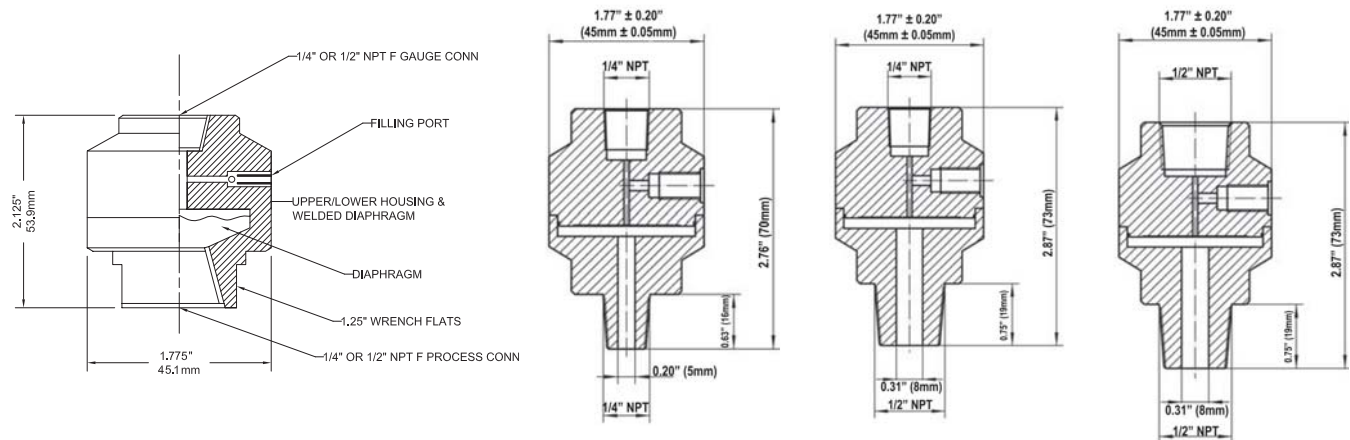 1/4" OR 1/2" NPT F GAUGE CONN
FILLING PORT
UPPER/LOWER HOUSING &
WELDED DIAPHRAGM
DIAPHRAGM
1.25" WRENCH FLATS
1/4" OR 1/2" NPT F PROCESS CONN
2.125"
53.9mm
1.775"
45.1mm
1.77” ± 0.20”
(45mm ± 0.05mm)
1/4” NPT
2.76” (70mm)
0.63” (16mm)
0.20” (5mm)
1/4” NPT
1.77” ± 0.20”
(45mm ± 0.05mm)
1/4” NPT
2.87” (73mm)
0.75” (19mm)
0.31” (8mm)
1/2” NPT
1.77” ± 0.20”
(45mm ± 0.05mm)
1/2” NPT
2.87” (73mm)
0.75” (19mm)
0.31” (8mm)
1/2” NPT